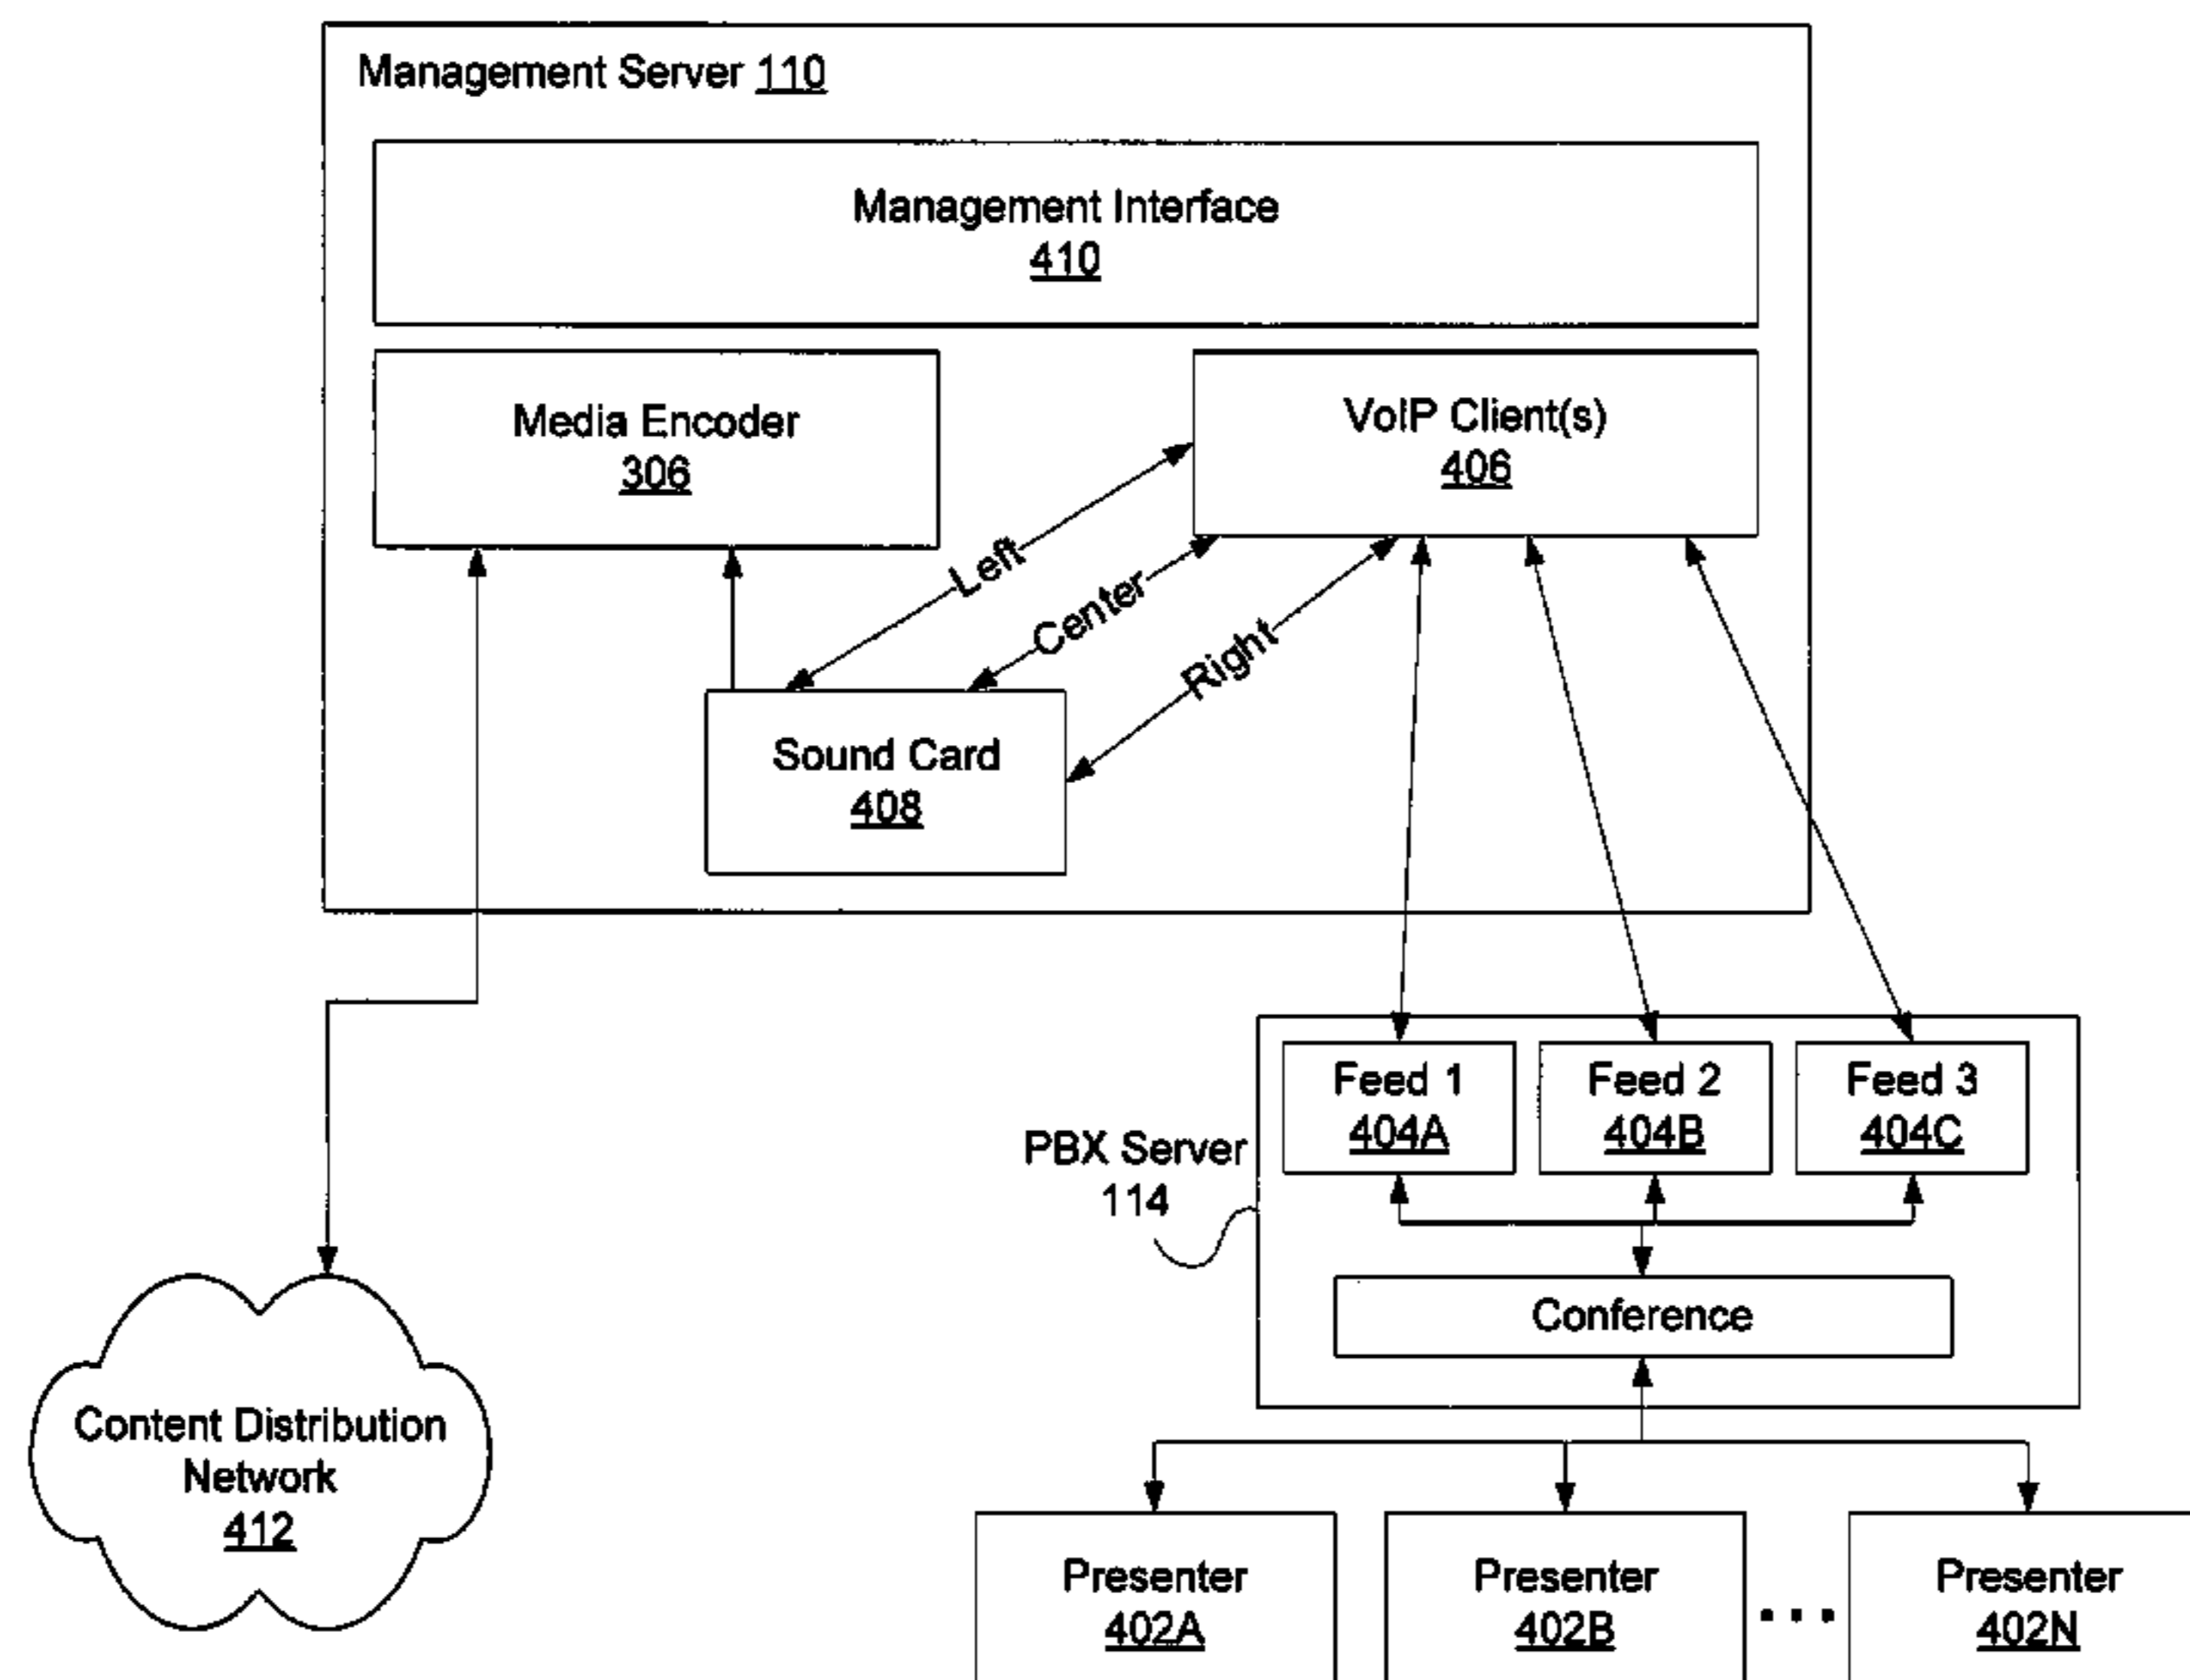 Management Server 110
Management Interface
410
Media Encoder
306
VoIP Client(s)
406
Left
Center
Right
Sound Card
408
Feed 1
404A
Feed 2
404B
Feed 3
404C
PBX Server
114
Conference
Content Distribution
Network
412
Presenter
402A
Presenter
402B
...
Presenter
402N